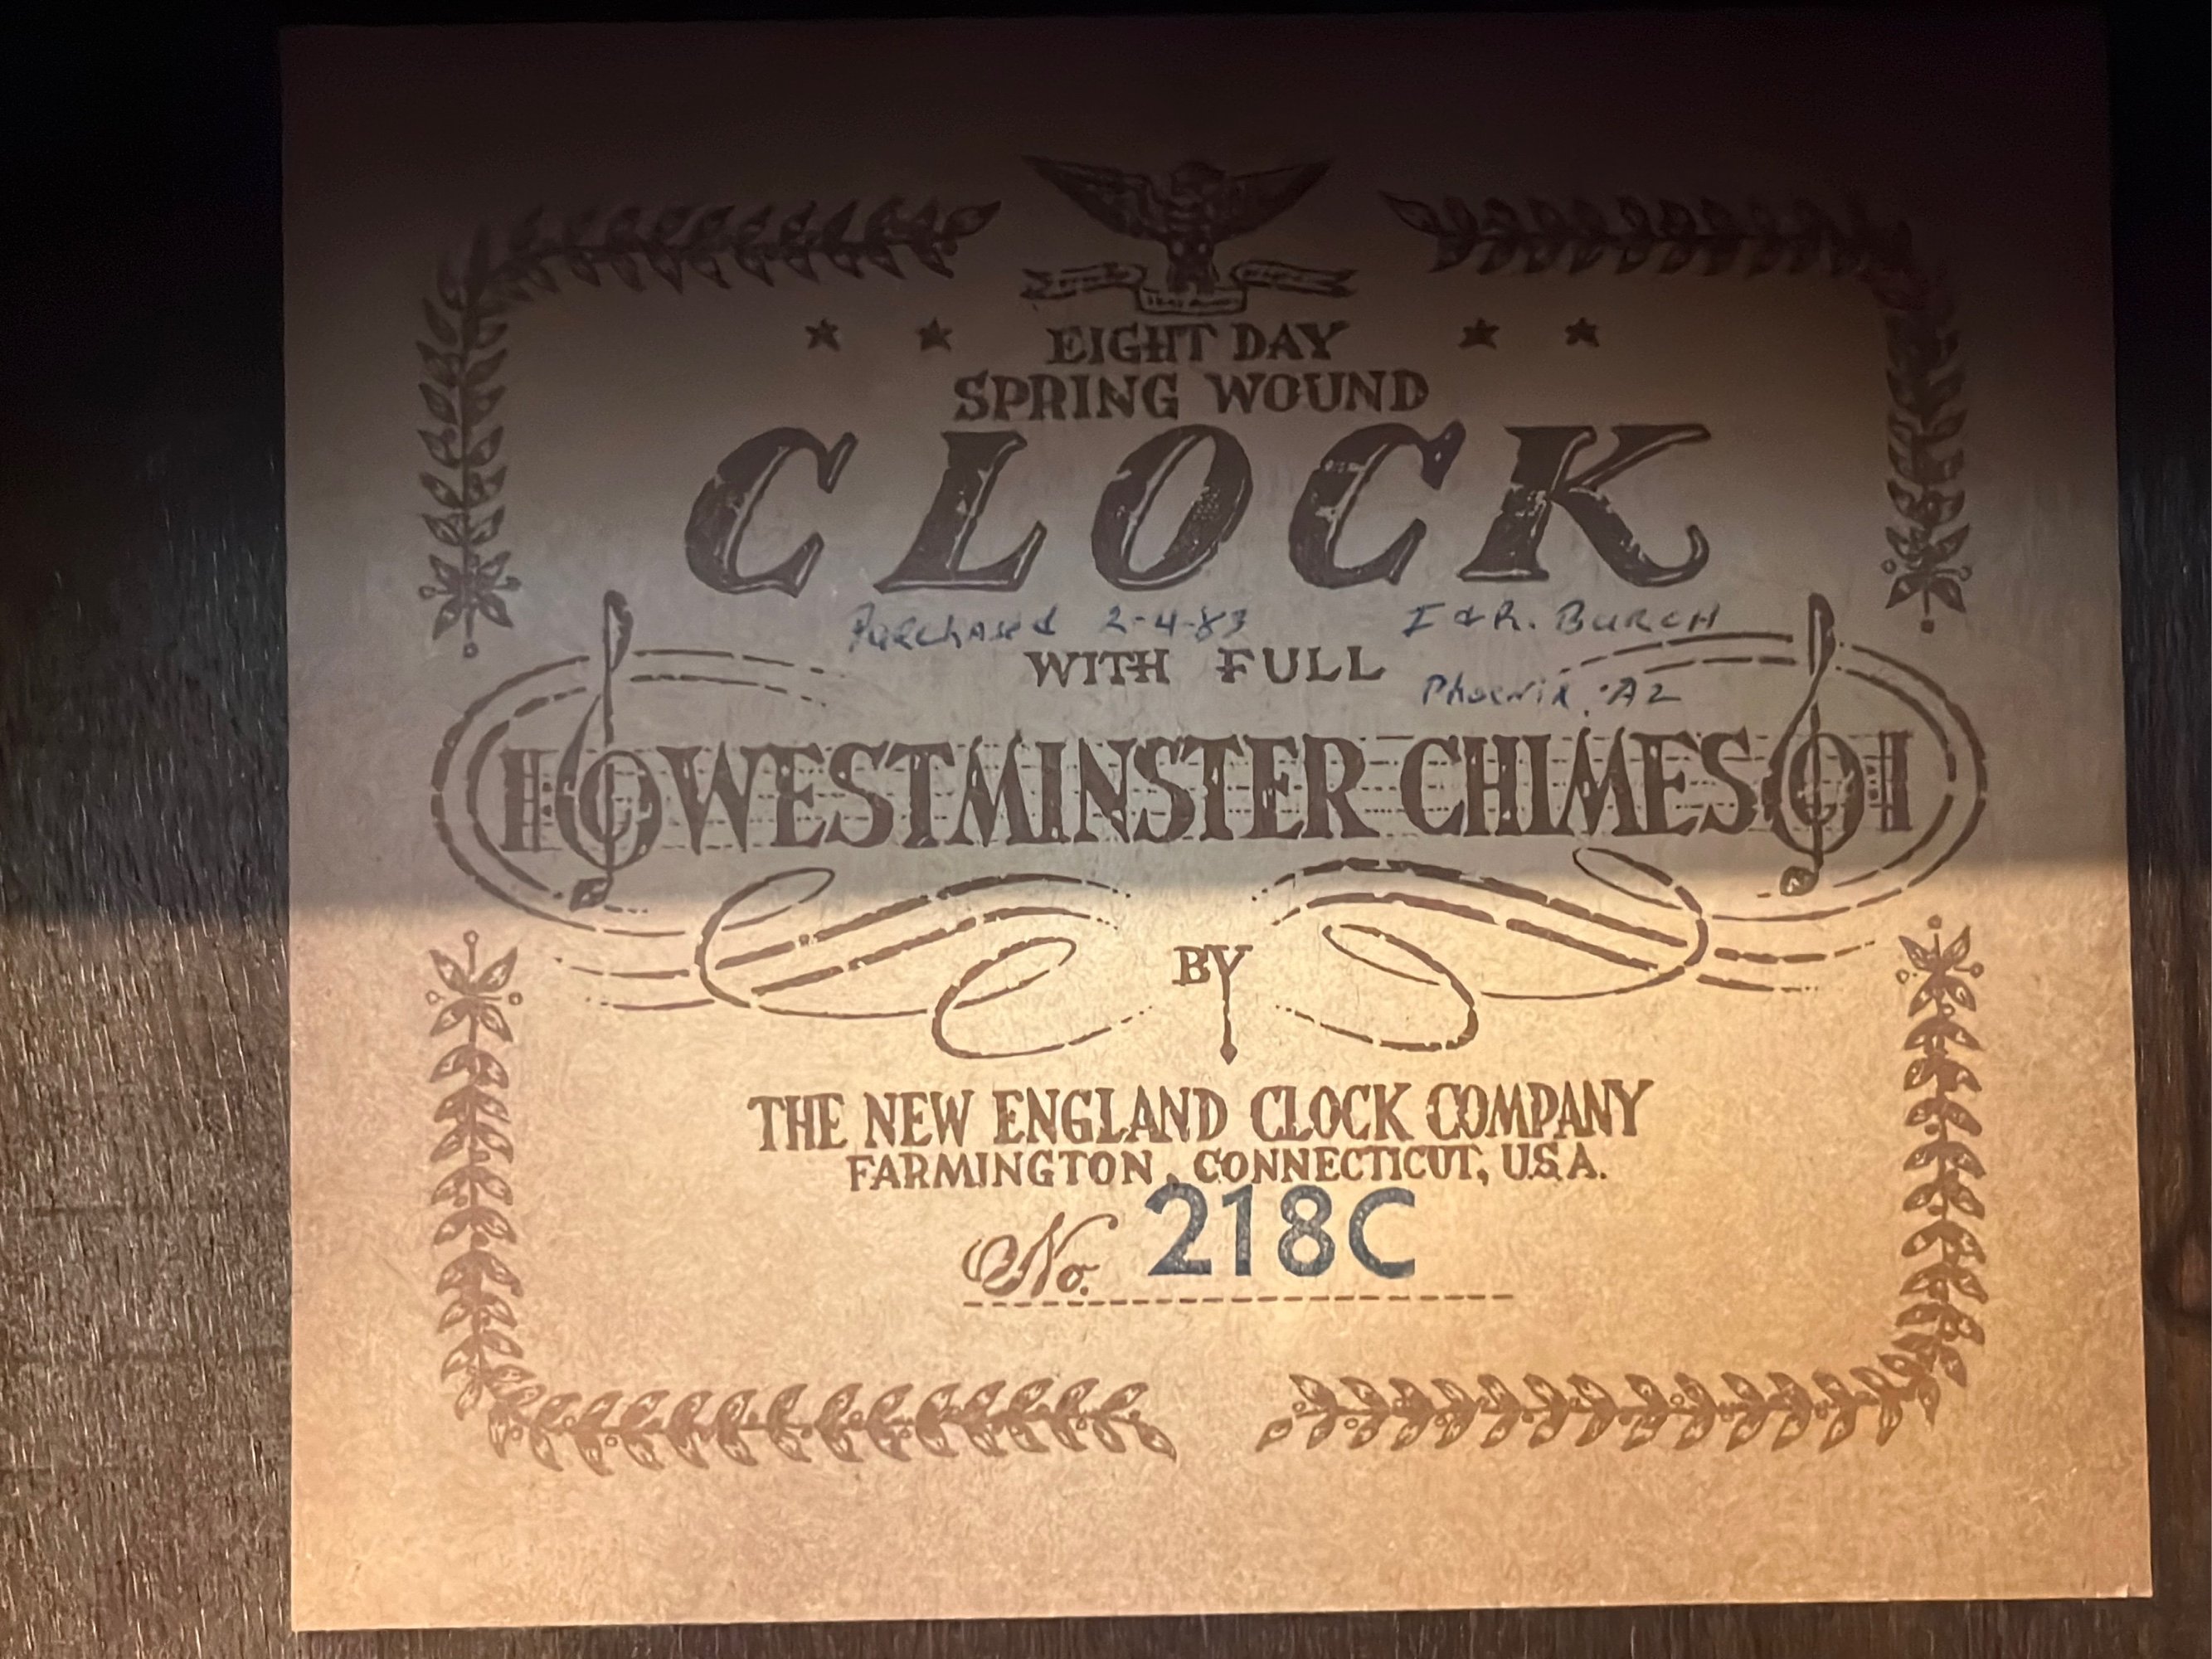 EIGHT DAY
SPRING WOUND
CLOCK
Purchased 2-4-83 I & R. BURCH
WITH FULL
Phoenix, AZ
WESTMINSTER CHIMES
BY
THE NEW ENGLAND CLOCK COMPANY
FARMINGTON, CONNECTICUT, U.S.A.
No. 218C